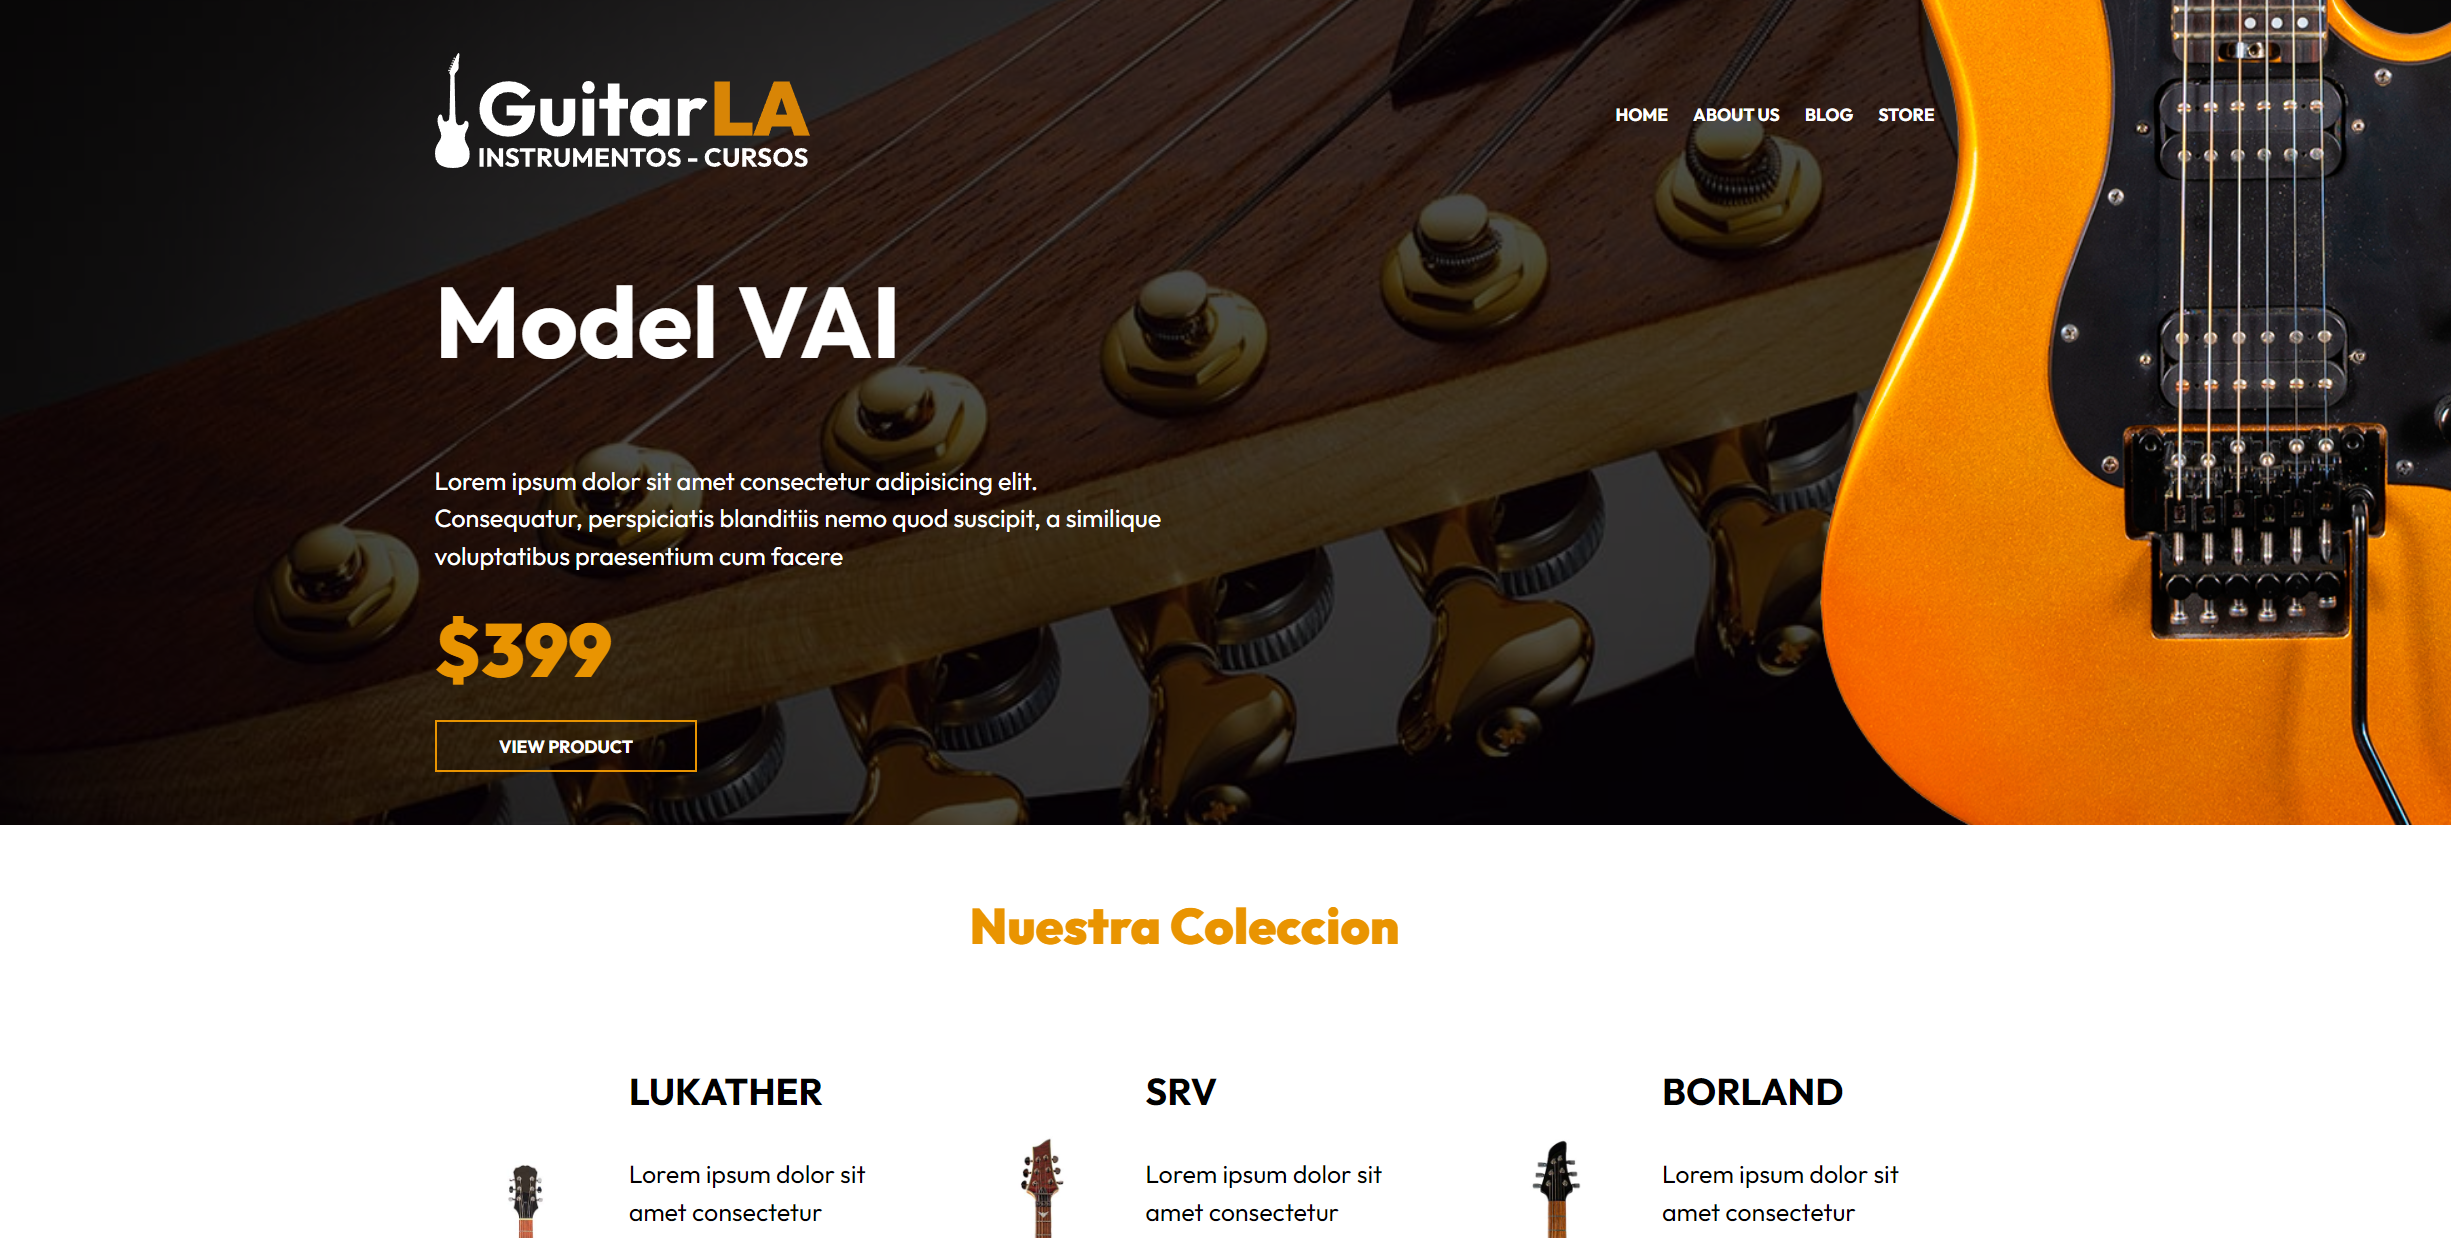 GuitarLA
INSTRUMENTOS - CURSOS
HOME ABOUT US BLOG STORE
Model VAI
Lorem ipsum dolor sit amet consectetur adipisicing elit.
Consequatur, perspiciatis blanditiis nemo quod suscipit, a similique
voluptatibus praesentium cum facere
$399
VIEW PRODUCT
Nuestra Coleccion
LUKATHER
Lorem ipsum dolor sit
amet consectetur
SRV
Lorem ipsum dolor sit
amet consectetur
BORLAND
Lorem ipsum dolor sit
amet consectetur